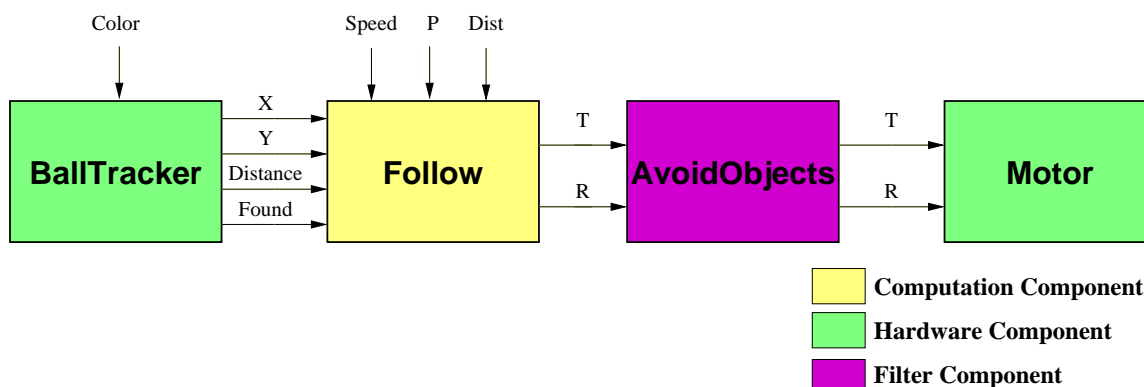 Color
Speed P Dist
X
Y
Distance
Found
T
R
T
R
BallTracker
Follow
AvoidObjects
Motor
Computation Component
Hardware Component
Filter Component